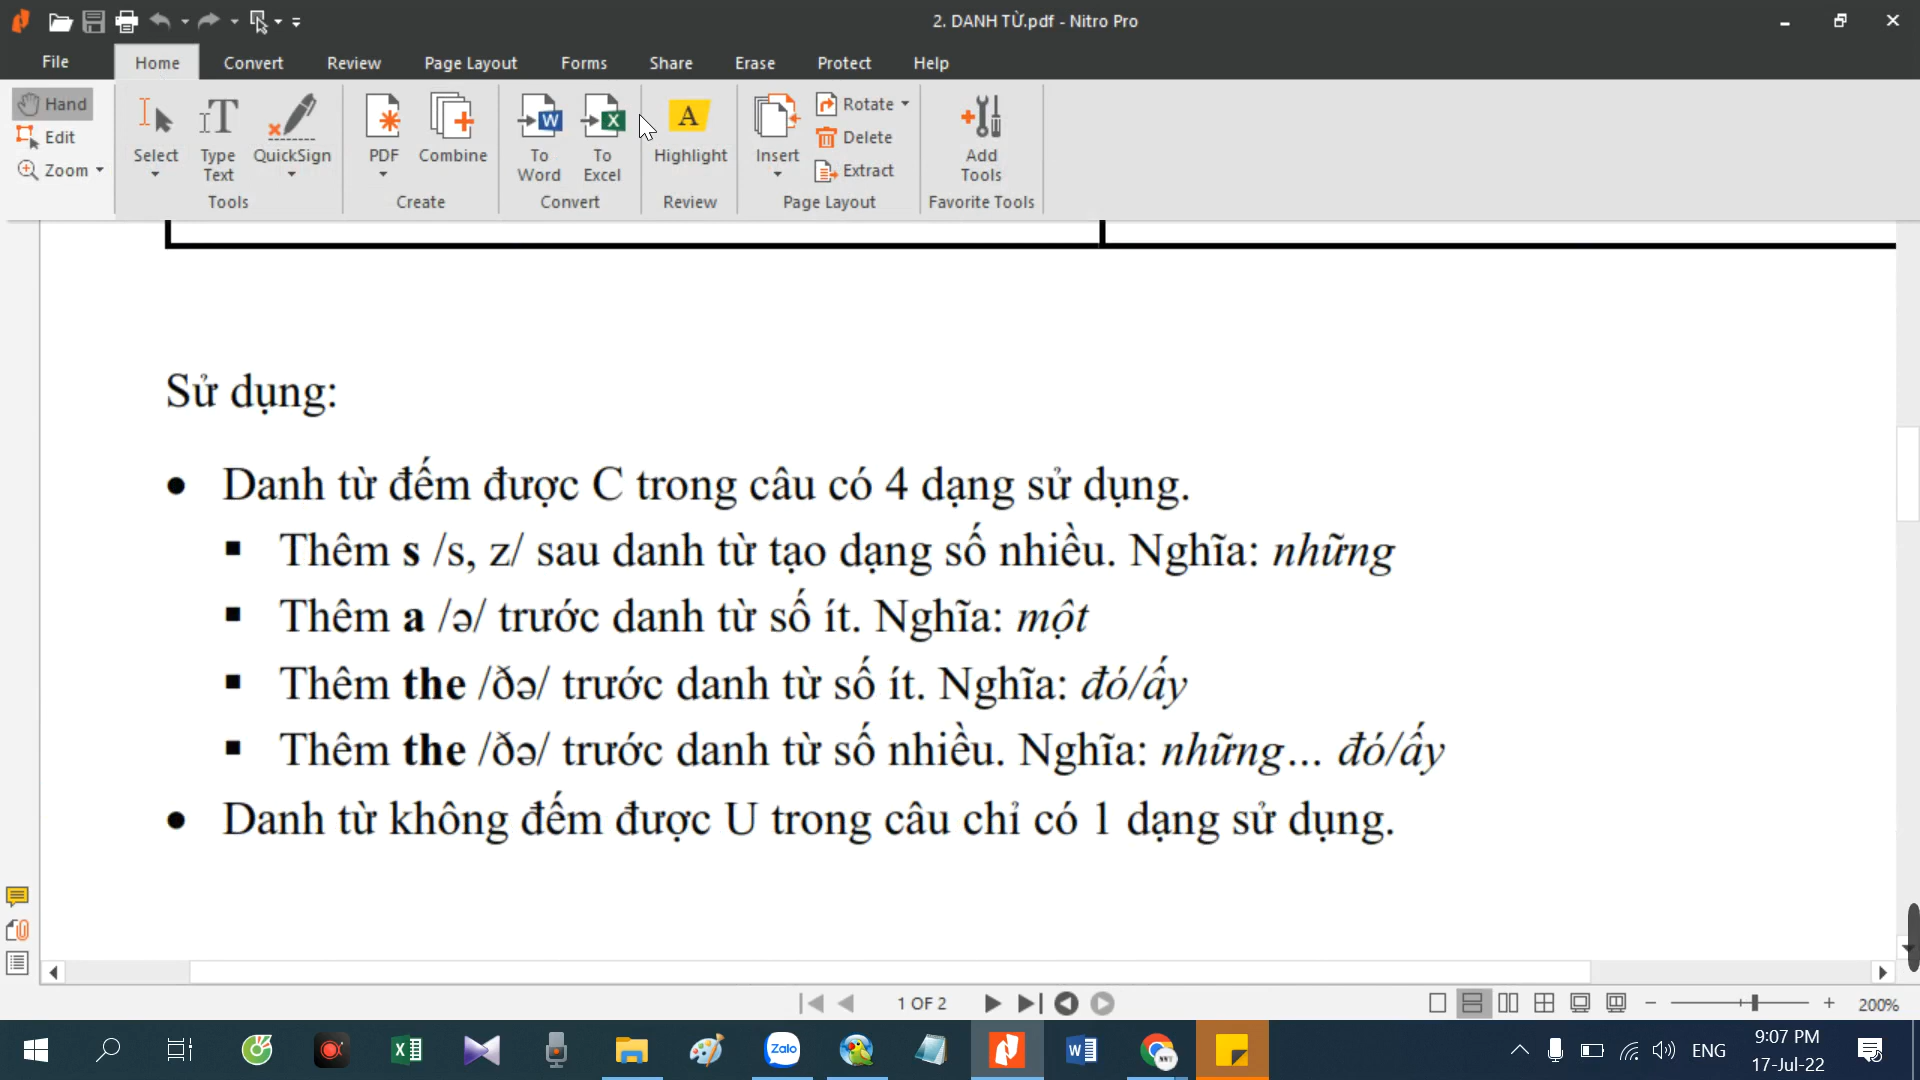 2. DANH TỪ.pdf - Nitro Pro
File Home Convert Review Page Layout Forms Share Erase Protect Help
Hand
Edit
Zoom
Select
Type Text
QuickSign
Tools
PDF
Combine
Create
To Word
To Excel
Convert
A
Highlight
Review
Insert
Rotate
Delete
Extract
Page Layout
Add Tools
Favorite Tools
Sử dụng:
● Danh từ đếm được C trong câu có 4 dạng sử dụng.
▪ Thêm s /s, z/ sau danh từ tạo dạng số nhiều. Nghĩa: những
▪ Thêm a /ə/ trước danh từ số ít. Nghĩa: một
▪ Thêm the /ðə/ trước danh từ số ít. Nghĩa: đó/ấy
▪ Thêm the /ðə/ trước danh từ số nhiều. Nghĩa: những... đó/ấy
● Danh từ không đếm được U trong câu chỉ có 1 dạng sử dụng.
1 OF 2
200%
Zalo
ENG
9:07 PM
17-Jul-22